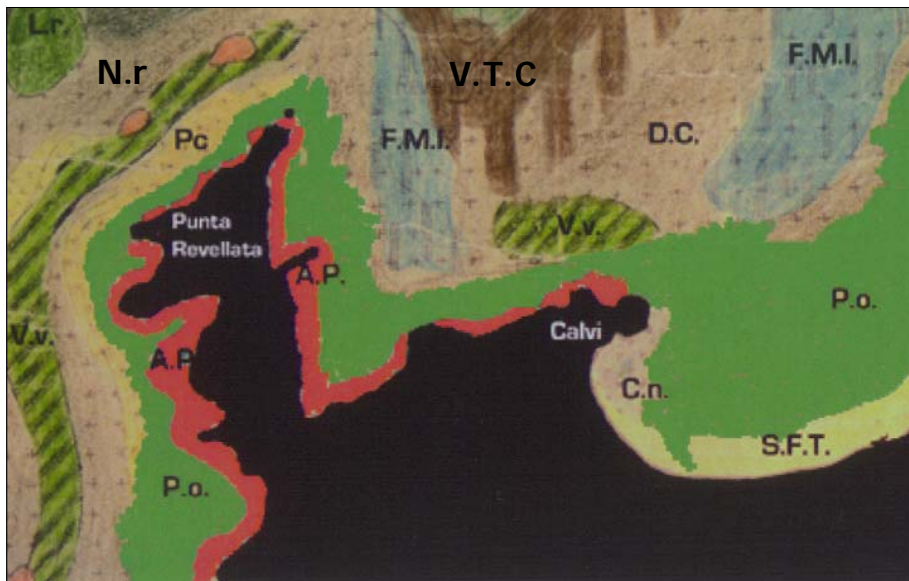 L.r.
N.r
V.T.C
F.M.I.
Pc
F.M.I.
D.C.
Punta
Revellata
V.v.
A.P.
P.o.
V.v.
A.P
Calvi
C.n.
S.F.T.
P.o.